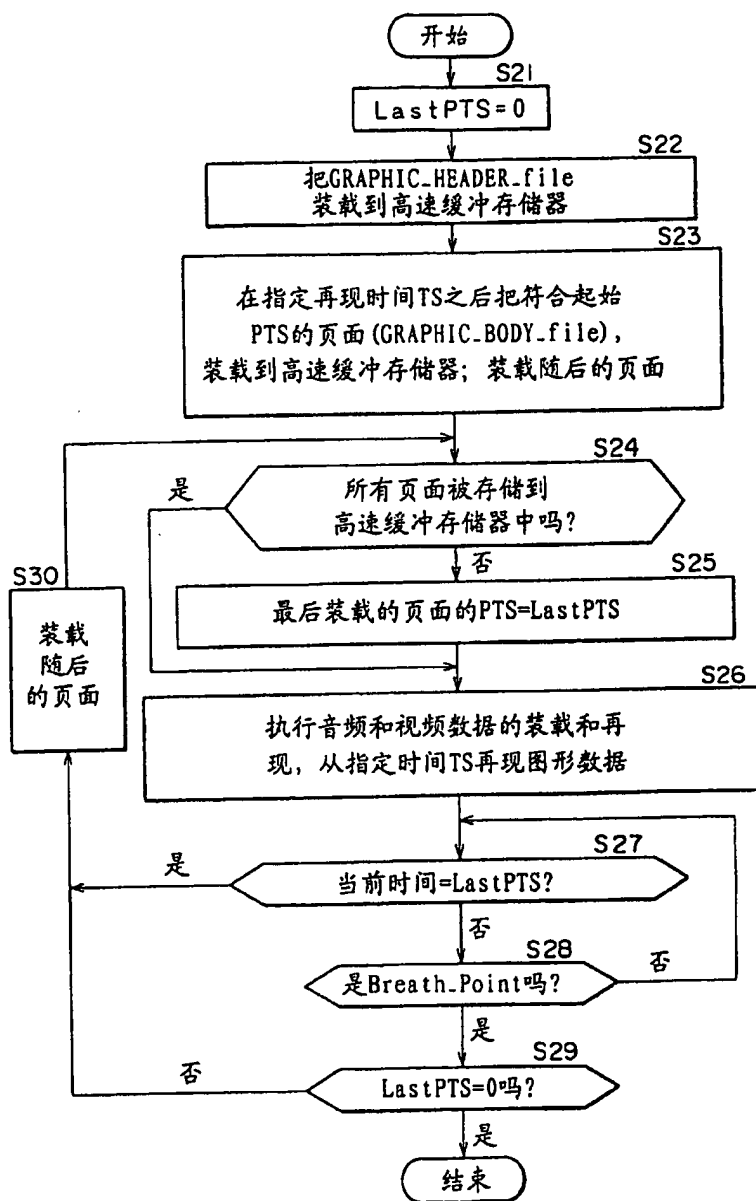 开始
S21
LastPTS=0
S22
把GRAPHIC_HEADER_file
装载到高速缓冲存储器
S23
在指定再现时间TS之后把符合起始
PTS的页面(GRAPHIC_BODY_file),
装载到高速缓冲存储器; 装载随后的页面
S24
是
所有页面被存储到
高速缓冲存储器中吗?
否
S30
装载
随后
的页面
S25
最后装载的页面的PTS=LastPTS
S26
执行音频和视频数据的装载和再
现, 从指定时间TS再现图形数据
S27
是
当前时间=LastPTS?
否
S28
是Breath_Point吗?
否
是
S29
否
LastPTS=0吗?
是
结束